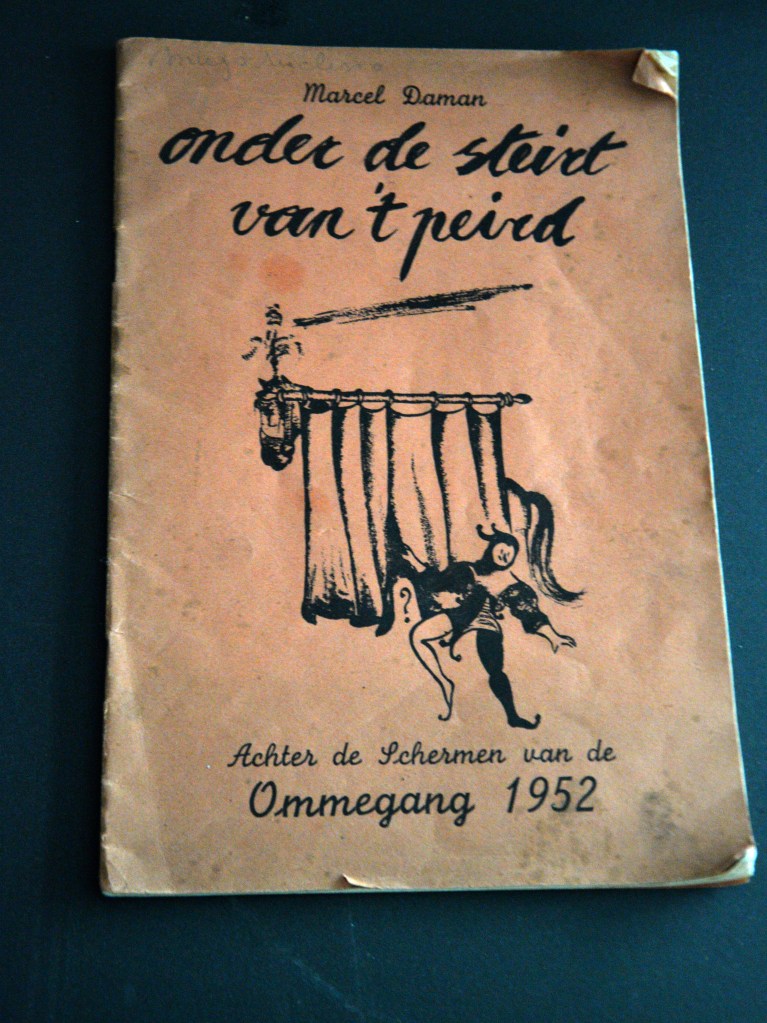 Marcel Daman
onder de steirt
van 't peird
?
Achter de Schermen van de
Ommegang 1952